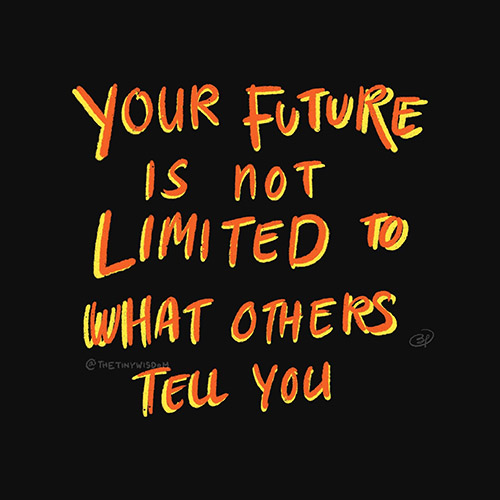 YOUR FUTURE
IS NOT
LIMITED TO
WHAT OTHERS
@THETINYWISDOM
TELL YOU